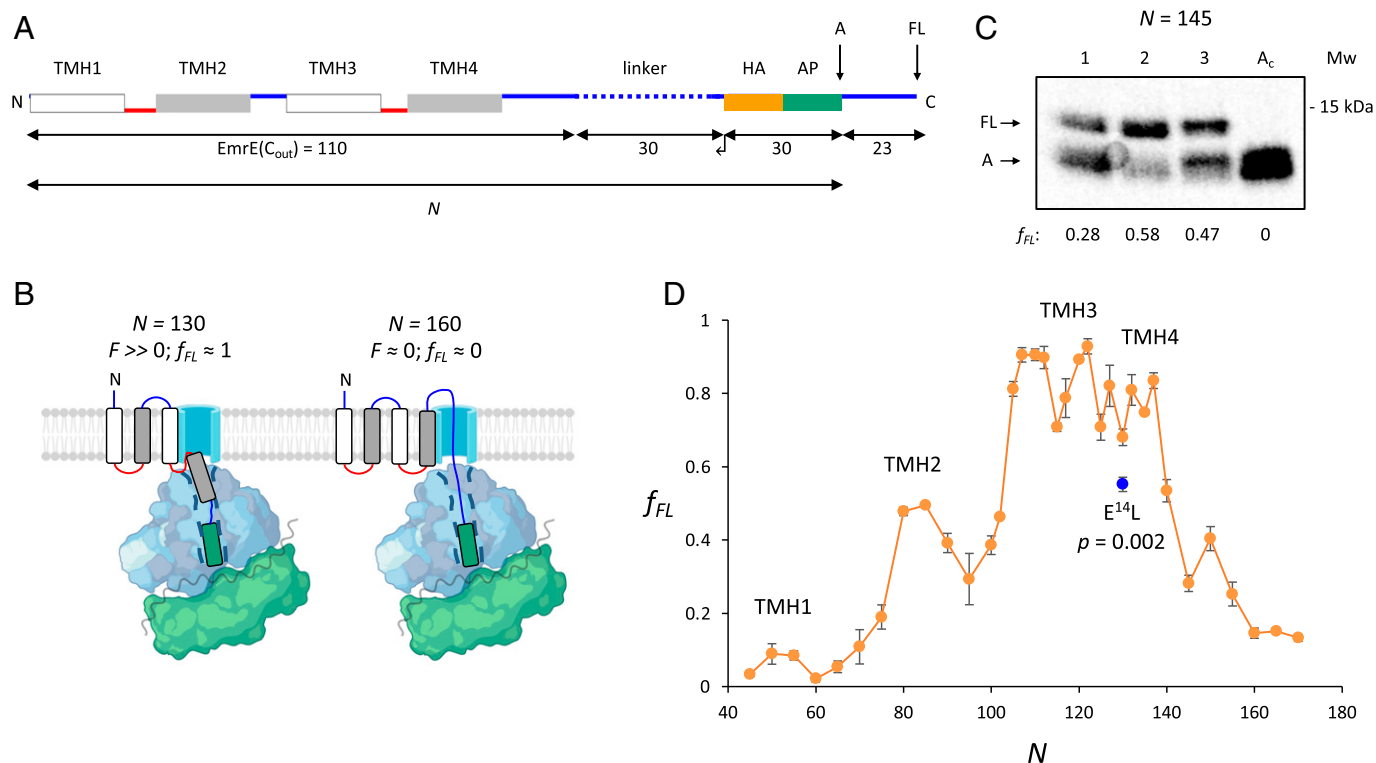 A
A FL
TMH1 TMH2 TMH3 TMH4 linker HA AP
N C
EmrE(Cout) = 110 30 30 23
N
B
N = 130
F >> 0; fFL ≈ 1
N
N = 160
F ≈ 0; fFL ≈ 0
N
C
N = 145
1 2 3 Ac Mw
- 15 kDa
FL
A
fFL: 0.28 0.58 0.47 0
D
1
0.8
0.6
0.4
0.2
0
fFL
TMH1
TMH2
TMH3
TMH4
E14L
p = 0.002
40 60 80 100 120 140 160 180
N